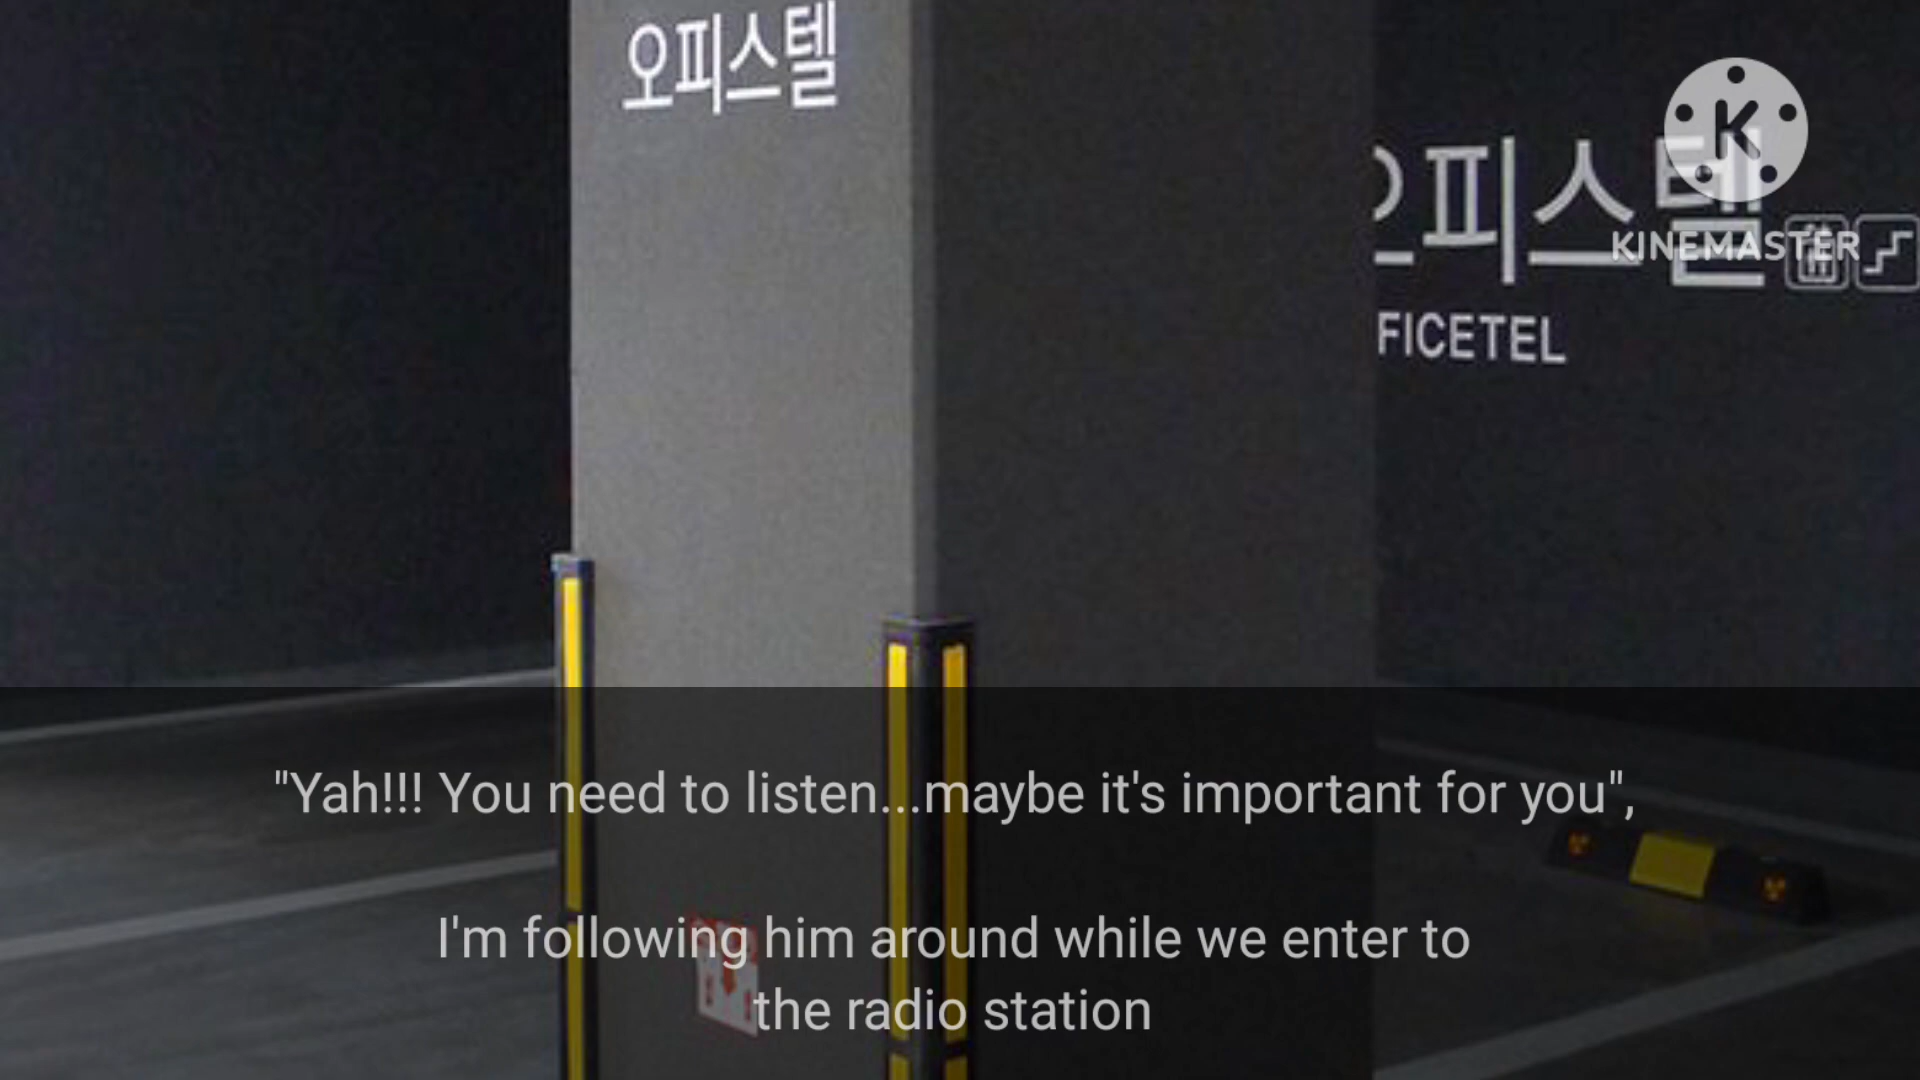 오피스텔
K
피스텔
KINEMASTER
FICETEL
"Yah!!! You need to listen...maybe it's important for you",
I'm following him around while we enter to
the radio station